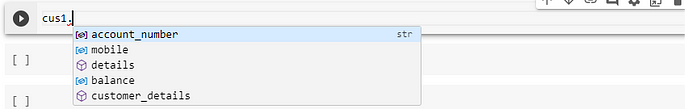 cus1.
account_number str
mobile
details
balance
customer_details
[ ]
[ ]